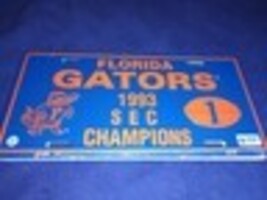 FLORIDA
GATORS
1993
SEC 1
CHAMPIONS